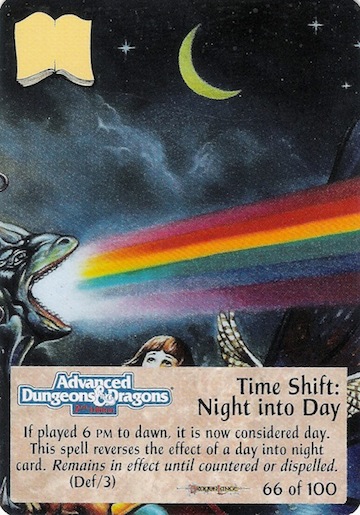 Advanced
Dungeons & Dragons
2nd Edition
Time Shift:
Night into Day
If played 6 PM to dawn, it is now considered day.
This spell reverses the effect of a day into night
card. Remains in effect until countered or dispelled.
(Def/3)
DRAGONLANCE
66 of 100